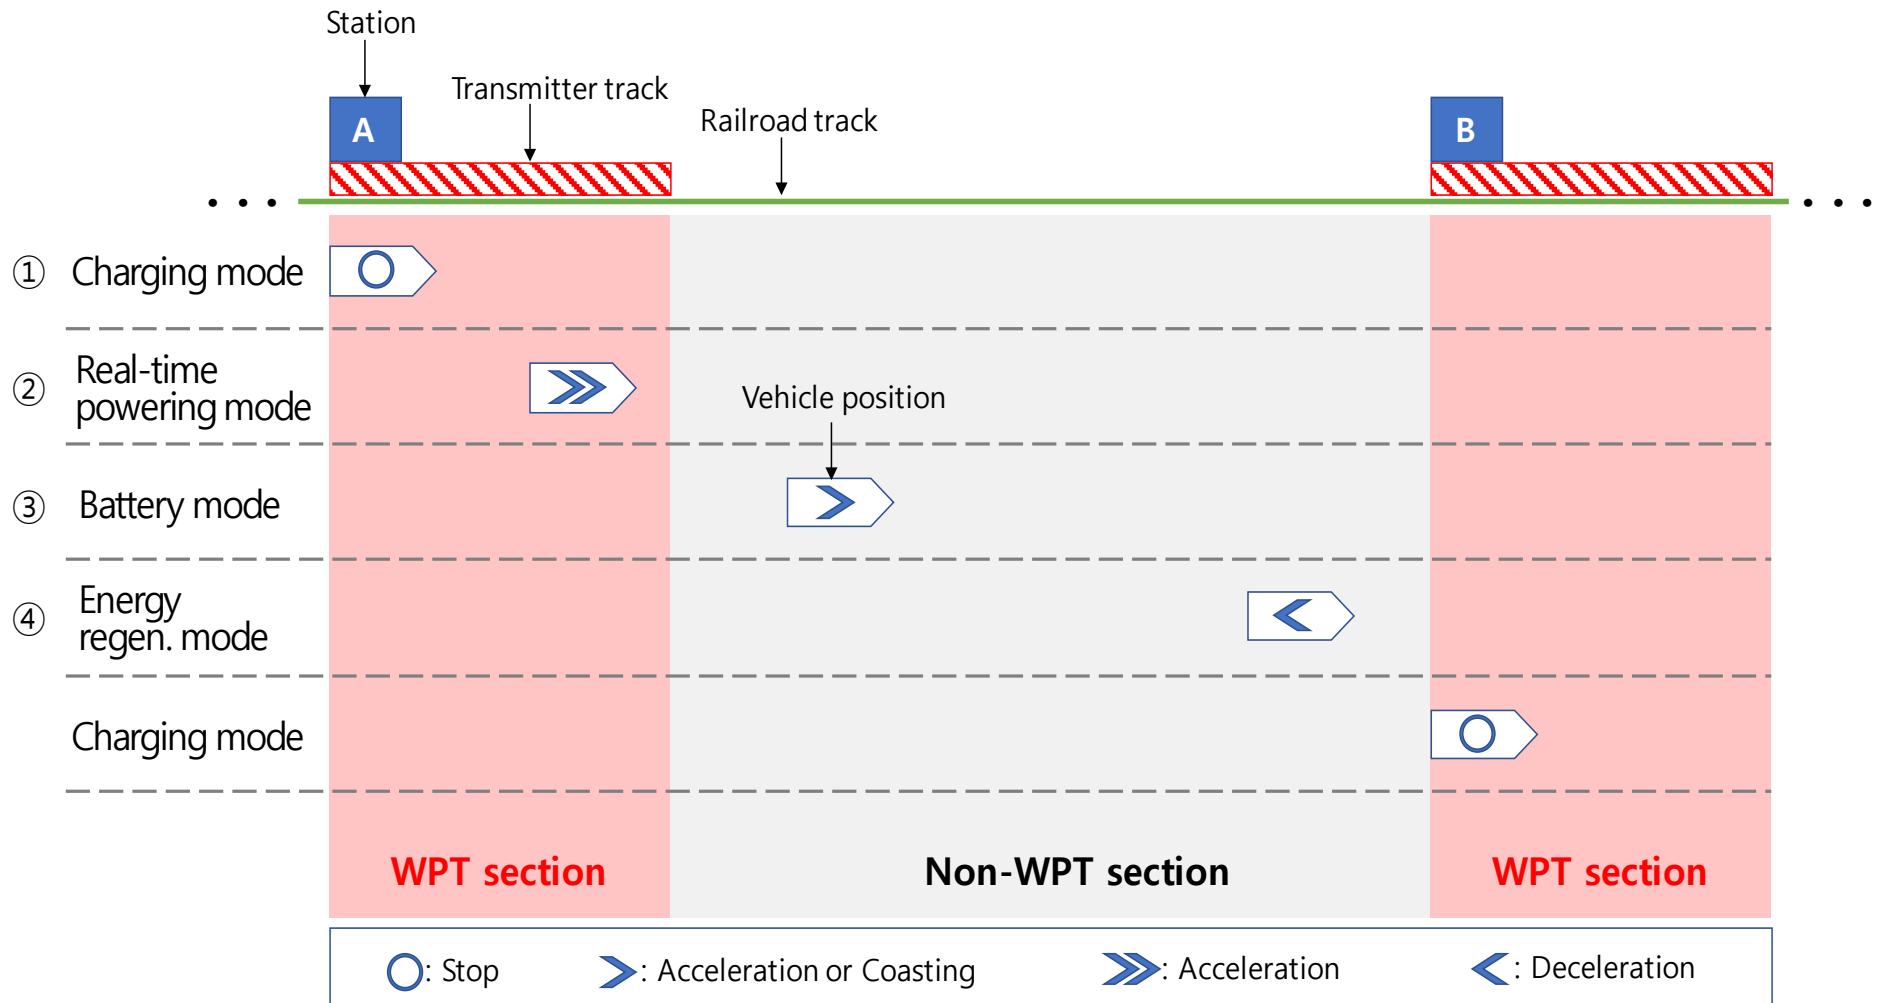 Station
Transmitter track
Railroad track
A
B
① Charging mode
② Real-time
powering mode
Vehicle position
③ Battery mode
④ Energy
regen. mode
Charging mode
WPT section
Non-WPT section
WPT section
: Stop
: Acceleration or Coasting
: Acceleration
: Deceleration